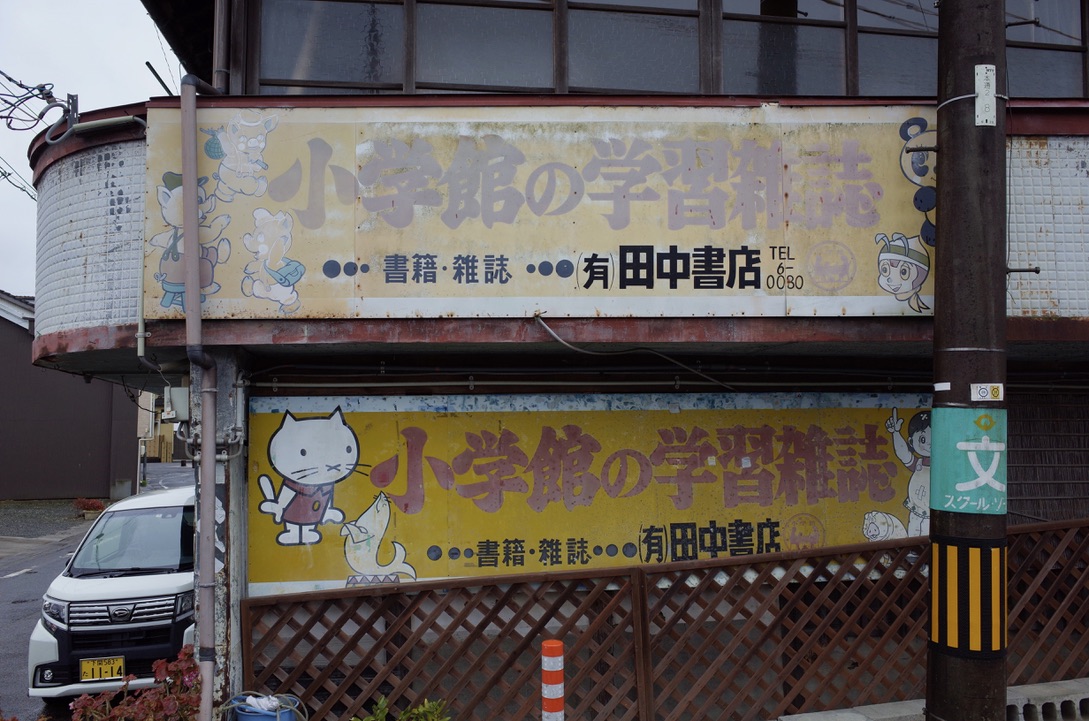 小学館の学習雑誌
●●● 書籍・雑誌 ●●● (有)田中書店 TEL 6-0080
小学館の学習雑誌
●●● 書籍・雑誌 ●●● (有)田中書店
文
スクール・ゾ
11-14